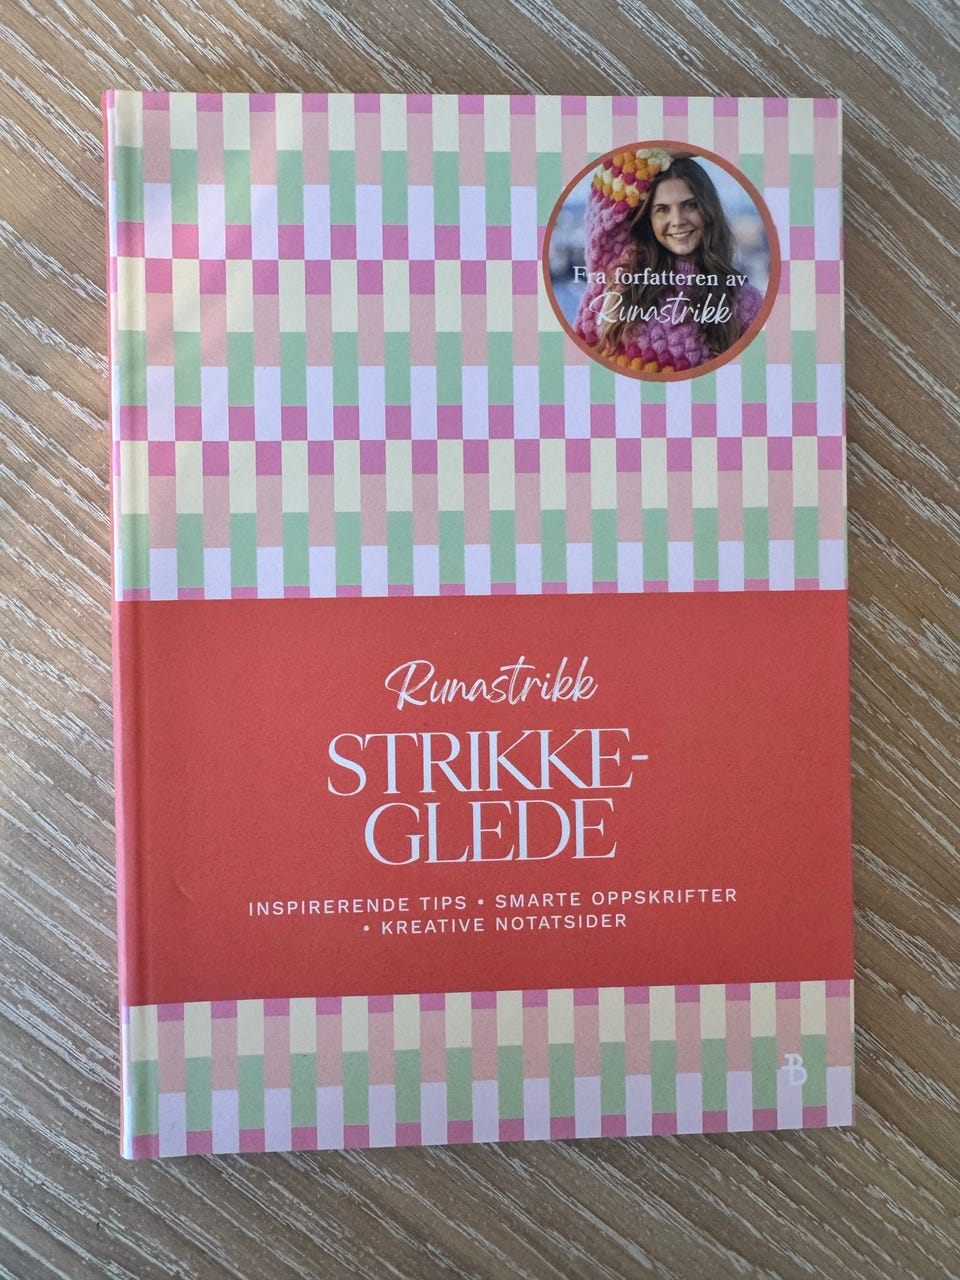 Fra forfatteren av
Runastrikk
Runastrikk
STRIKKE-
GLEDE
INSPIRERENDE TIPS • SMARTE OPPSKRIFTER
• KREATIVE NOTATSIDER
B